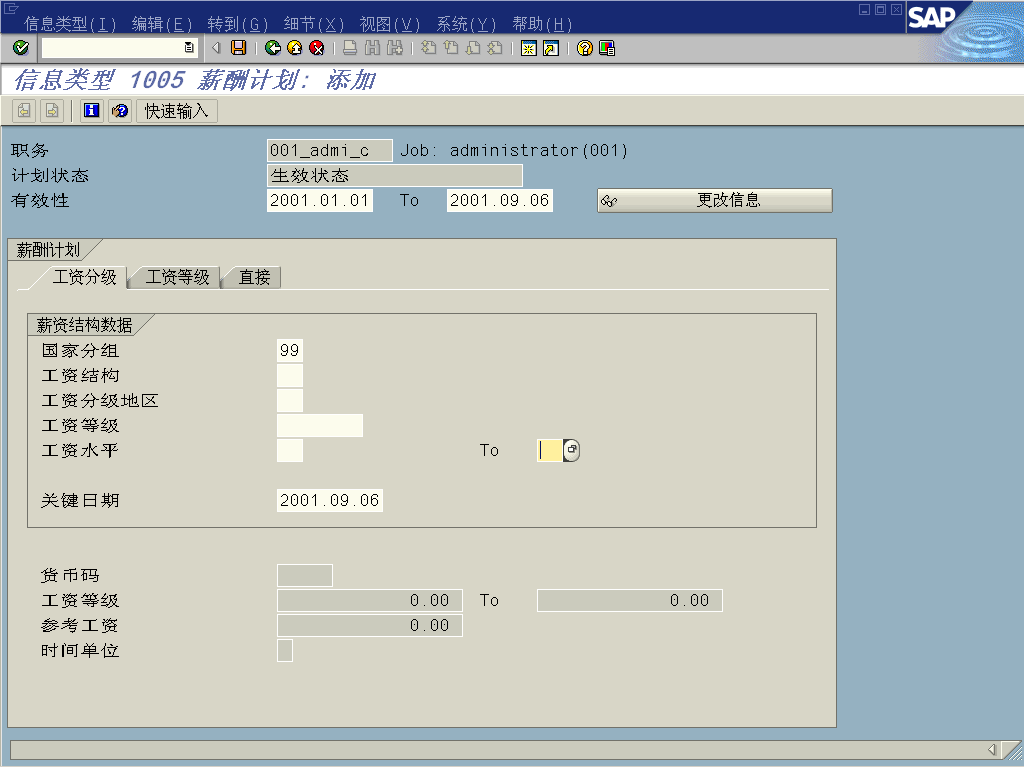 信息类型(I) 编辑(E) 转到(G) 细节(X) 视图(V) 系统(Y) 帮助(H)
SAP
信息类型 1005 薪酬计划: 添加
快速输入
职务 001_admi_c Job: administrator(001)
计划状态 生效状态
有效性 2001.01.01 To 2001.09.06 更改信息
薪酬计划
工资分级 工资等级 直接
薪资结构数据
国家分组 99
工资结构
工资分级地区
工资等级
工资水平 To
关键日期 2001.09.06
货币码
工资等级 0.00 To 0.00
参考工资 0.00
时间单位